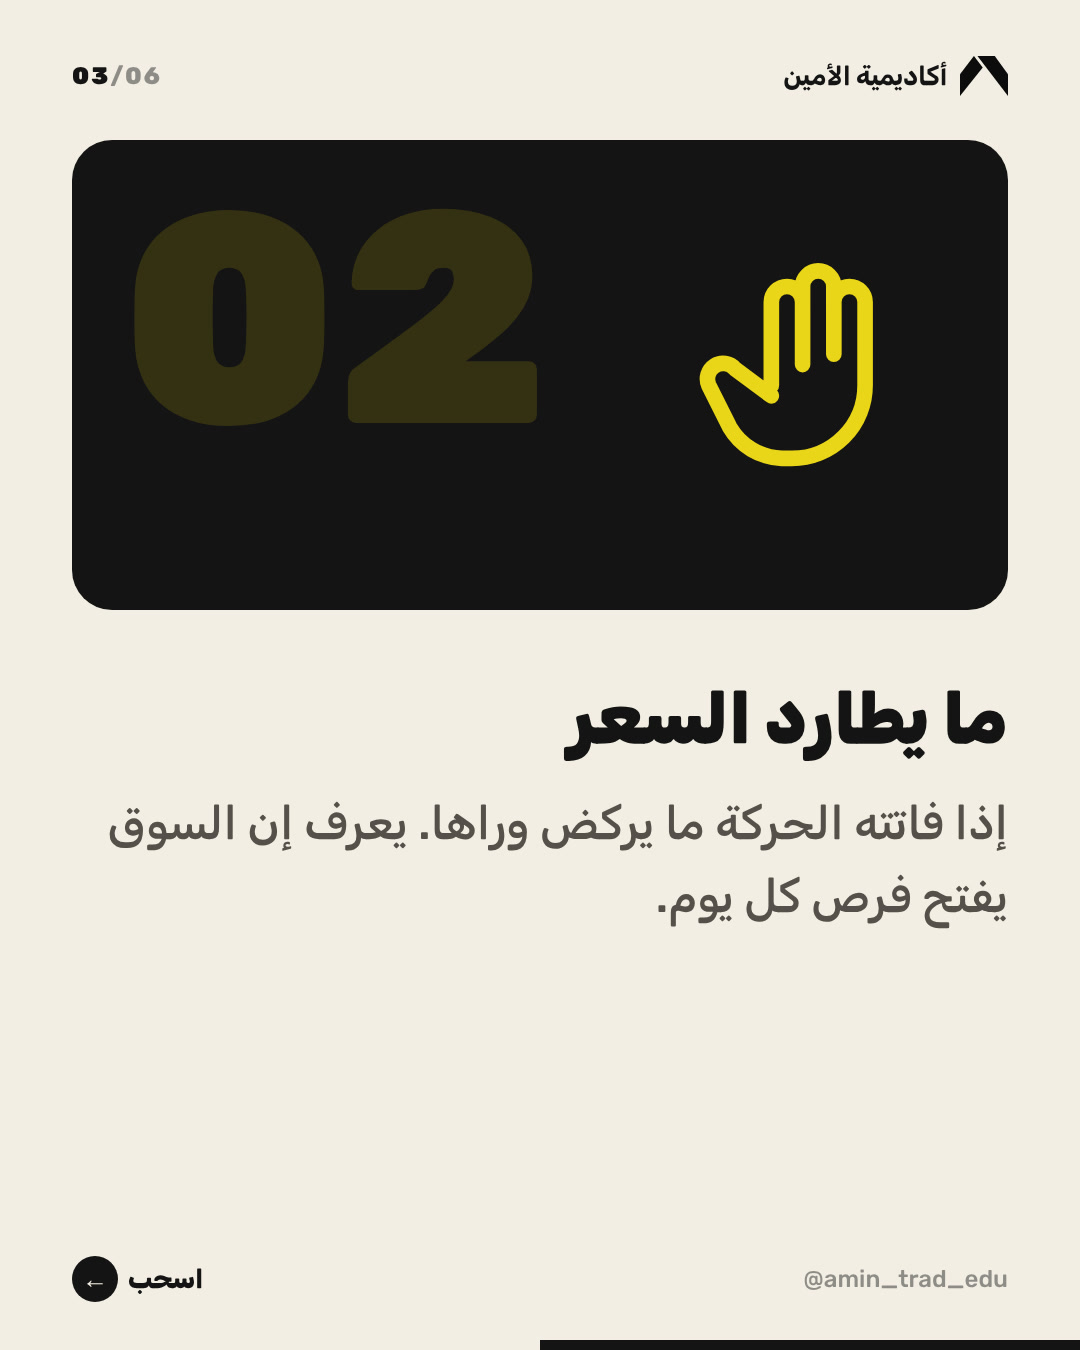 أكاديمية الأمين
03/06
02
ما يطارد السعر
إذا فاتته الحركة ما يركض وراها. يعرف إن السوق
يفتح فرص كل يوم.
@amin_trad_edu
اسحب ←